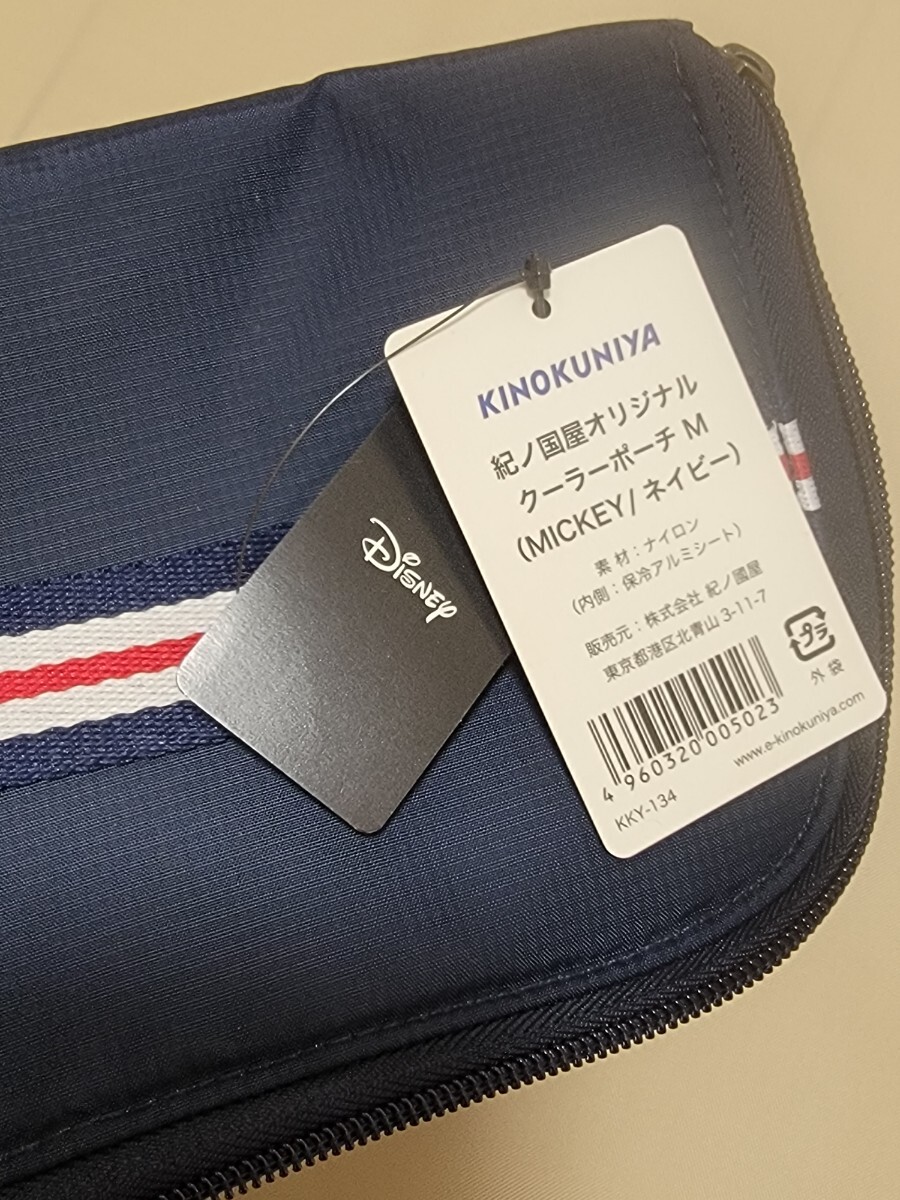 KINOKUNIYA
紀ノ国屋オリジナル
クーラーポーチ M
(MICKEY/ネイビー)
素 材：ナイロン
(内側：保冷アルミシート)
販売元：株式会社 紀ノ國屋
東京都港区北青山 3-11-7
プラ
外 袋
4 960320 005023
www.e-kinokuniya.com
KKY-134
Disney